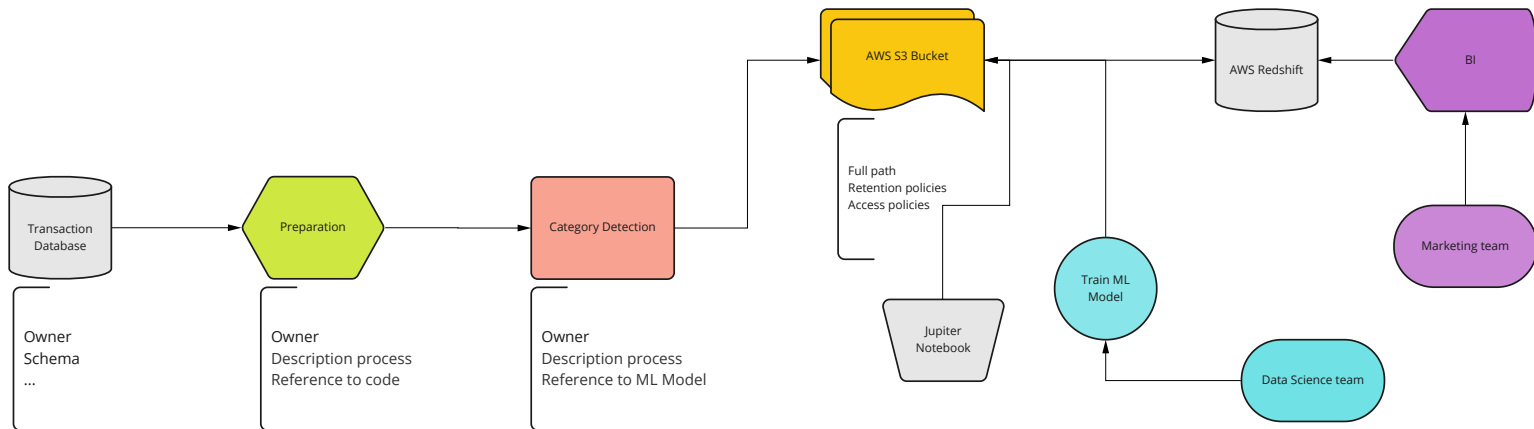 AWS S3 Bucket
AWS Redshift
BI
Full path
Retention policies
Access policies
Transaction
Database
Preparation
Category Detection
Marketing team
Train ML
Model
Jupiter
Notebook
Data Science team
Owner
Schema
...
Owner
Description process
Reference to code
Owner
Description process
Reference to ML Model